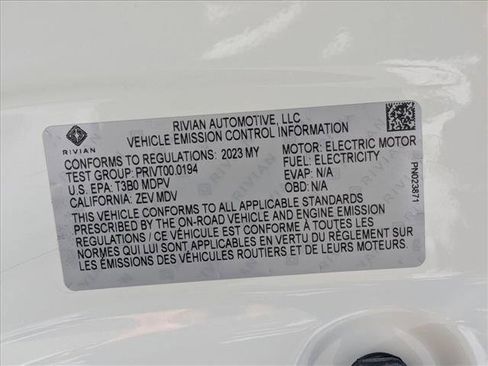 RIVIAN
RIVIAN AUTOMOTIVE, LLC
VEHICLE EMISSION CONTROL INFORMATION
CONFORMS TO REGULATIONS: 2023 MY
TEST GROUP: PRIVT00.0194
U.S. EPA: T3B0 MDPV
CALIFORNIA: ZEV MDV
MOTOR: ELECTRIC MOTOR
FUEL: ELECTRICITY
EVAP: N/A
OBD: N/A
THIS VEHICLE CONFORMS TO ALL APPLICABLE STANDARDS
PRESCRIBED BY THE ON-ROAD VEHICLE AND ENGINE EMISSION
REGULATIONS / CE VÉHICULE EST CONFORME À TOUTES LES
NORMES QUI LUI SONT APPLICABLES EN VERTU DU RÈGLEMENT SUR
LES ÉMISSIONS DES VÉHICULES ROUTIERS ET DE LEURS MOTEURS.
PN023871